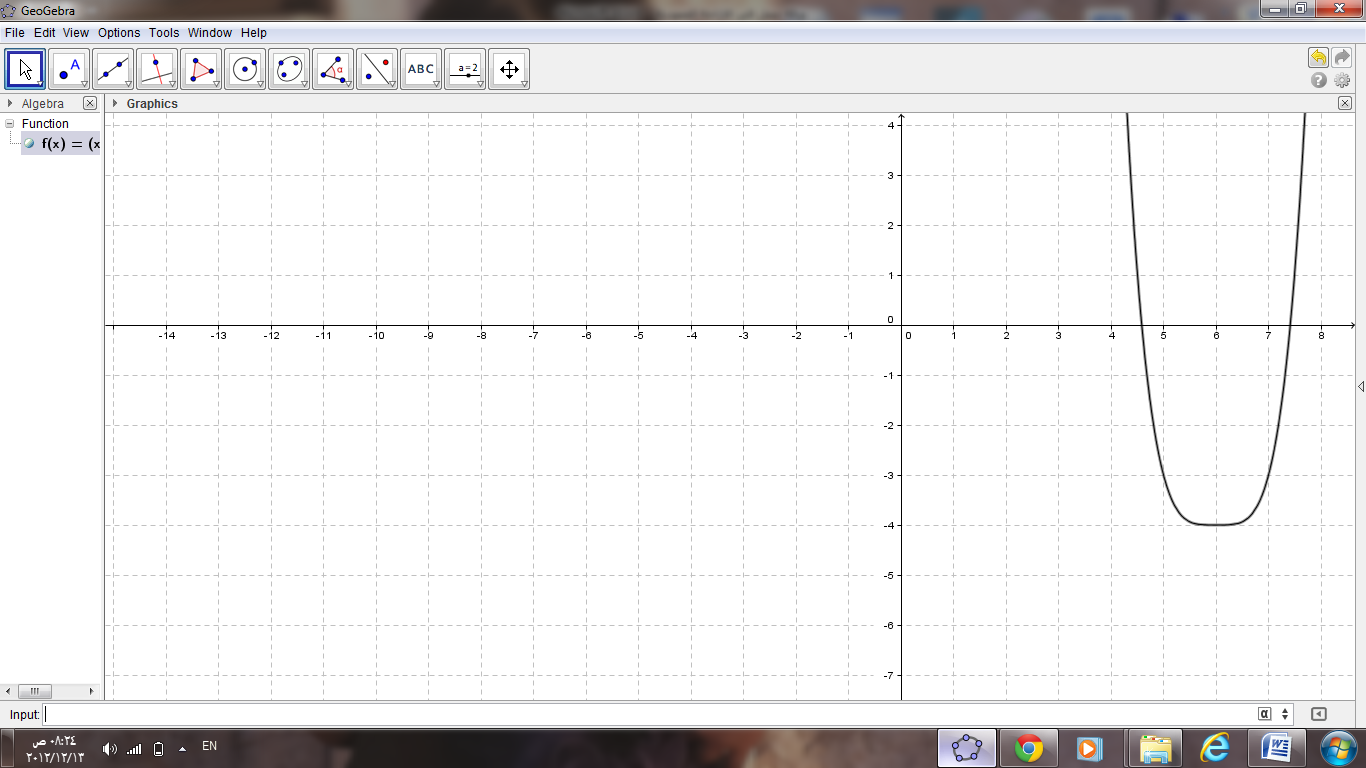 GeoGebra
File Edit View Options Tools Window Help
A α ABC a=2
Algebra
Graphics
Function
f(x) = (x
4
3
2
1
0
-14 -13 -12 -11 -10 -9 -8 -7 -6 -5 -4 -3 -2 -1 0 1 2 3 4 5 6 7 8
-1
-2
-3
-4
-5
-6
-7
Input: α
٠٨:٢٤ ص
٢٠١٢/١٢/١٣
EN